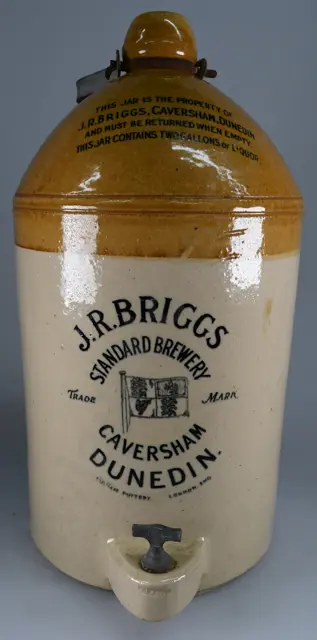 THIS JAR IS THE PROPERTY OF
J.R.BRIGGS, CAVERSHAM, DUNEDIN
AND MUST BE RETURNED WHEN EMPTY
THIS JAR CONTAINS TWO GALLONS OF LIQUOR
J.R.BRIGGS
STANDARD BREWERY
TRADE MARK.
CAVERSHAM
DUNEDIN.
POTTERY LONDON, ENG.